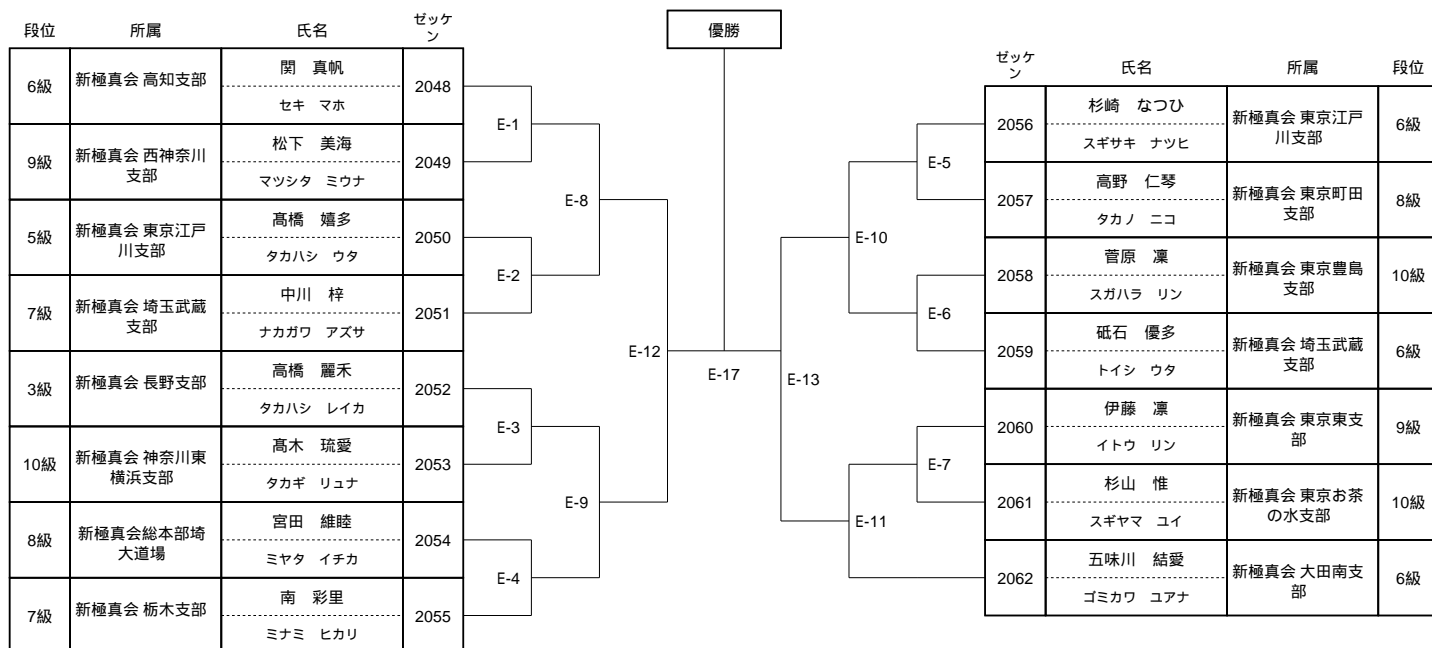 段位
所属
氏名
ゼッケ
ン
6級
新極真会 高知支部
関　真帆
セキ　マホ
2048
9級
新極真会 西神奈川
支部
松下　美海
マツシタ　ミウナ
2049
5級
新極真会 東京江戸
川支部
髙橋　嬉多
タカハシ　ウタ
2050
7級
新極真会 埼玉武蔵
支部
中川　梓
ナカガワ　アズサ
2051
3級
新極真会 長野支部
高橋　麗禾
タカハシ　レイカ
2052
10級
新極真会 神奈川東
横浜支部
髙木　琉愛
タカギ　リュナ
2053
8級
新極真会総本部埼
大道場
宮田　維睦
ミヤタ　イチカ
2054
7級
新極真会 栃木支部
南　彩里
ミナミ　ヒカリ
2055
E-1
E-2
E-3
E-4
E-8
E-9
E-12
優勝
E-17
E-13
E-10
E-11
E-5
E-6
E-7
ゼッケ
ン
氏名
所属
段位
2056
杉崎　なつひ
スギサキ　ナツヒ
新極真会 東京江戸
川支部
6級
2057
高野　仁琴
タカノ　ニコ
新極真会 東京町田
支部
8級
2058
菅原　凜
スガハラ　リン
新極真会 東京豊島
支部
10級
2059
砥石　優多
トイシ　ウタ
新極真会 埼玉武蔵
支部
6級
2060
伊藤　凛
イトウ　リン
新極真会 東京東支
部
9級
2061
杉山　惟
スギヤマ　ユイ
新極真会 東京お茶
の水支部
10級
2062
五味川　結愛
ゴミカワ　ユアナ
新極真会 大田南支
部
6級